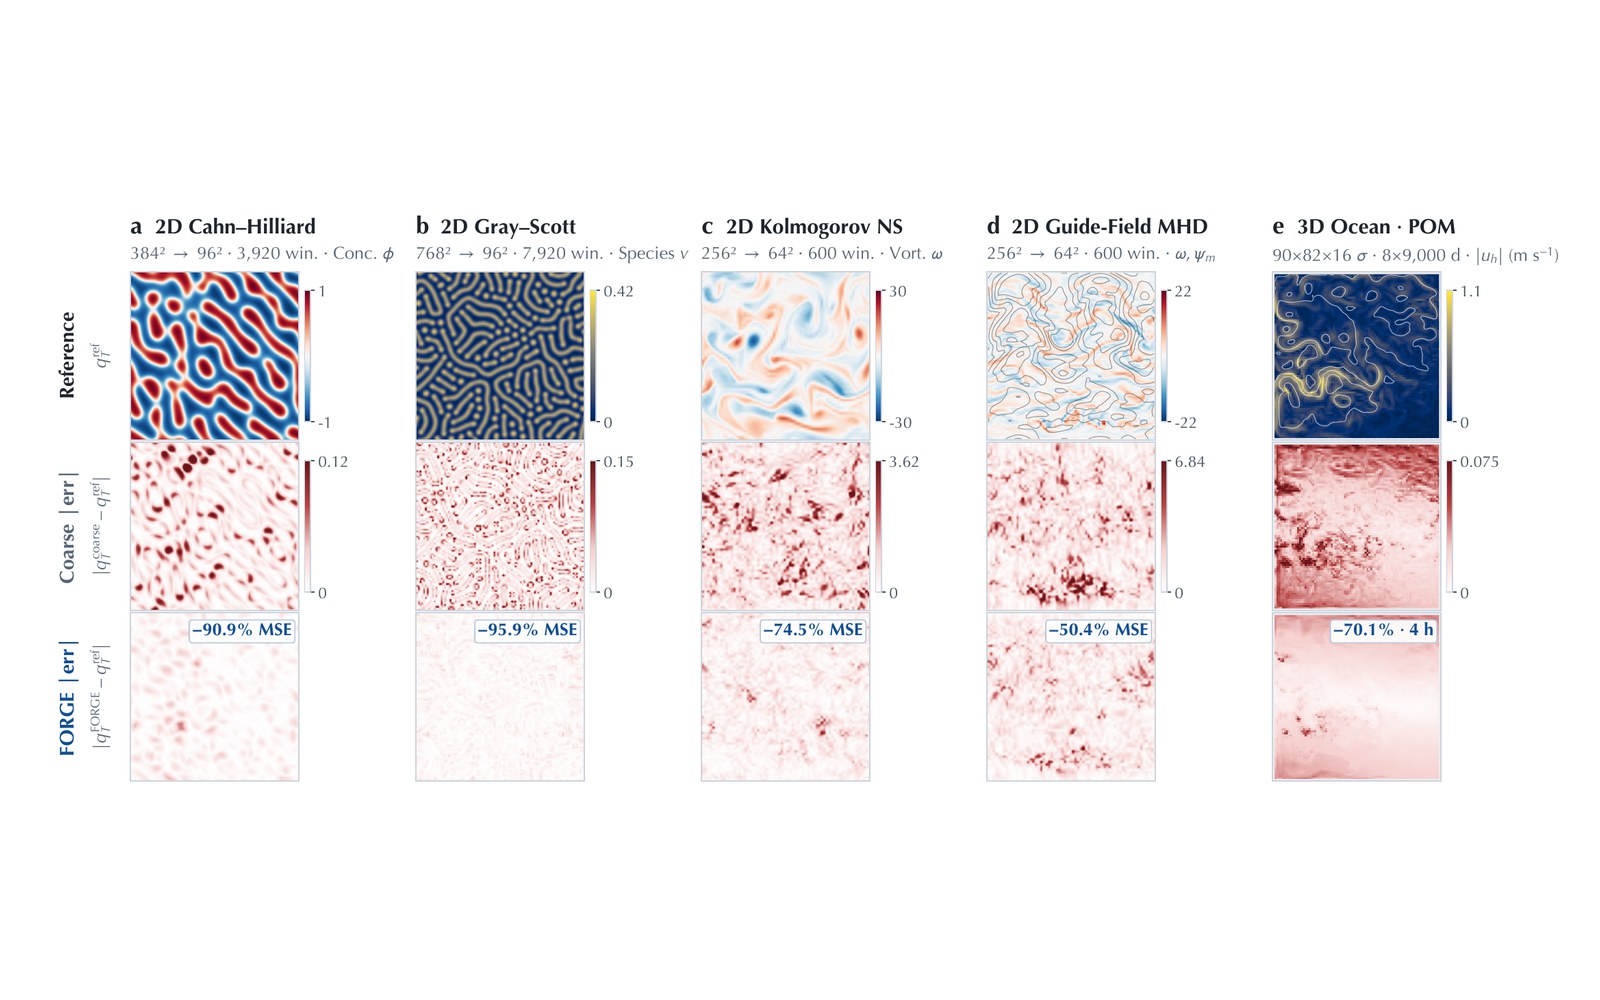 a 2D Cahn–Hilliard
384² → 96² · 3,920 win. · Conc. ϕ
b 2D Gray–Scott
768² → 96² · 7,920 win. · Species v
c 2D Kolmogorov NS
256² → 64² · 600 win. · Vort. ω
d 2D Guide-Field MHD
256² → 64² · 600 win. · ω, ψ_m
e 3D Ocean · POM
90×82×16 σ · 8×9,000 d · |u_h| (m s⁻¹)
Reference
q_T^ref
1
-1
0.42
0
30
-30
22
-22
1.1
0
Coarse |err|
|q_T^coarse − q_T^ref|
0.12
0
0.15
0
3.62
0
6.84
0
0.075
0
FORGE |err|
|q_T^FORGE − q_T^ref|
−90.9% MSE
−95.9% MSE
−74.5% MSE
−50.4% MSE
−70.1% · 4 h